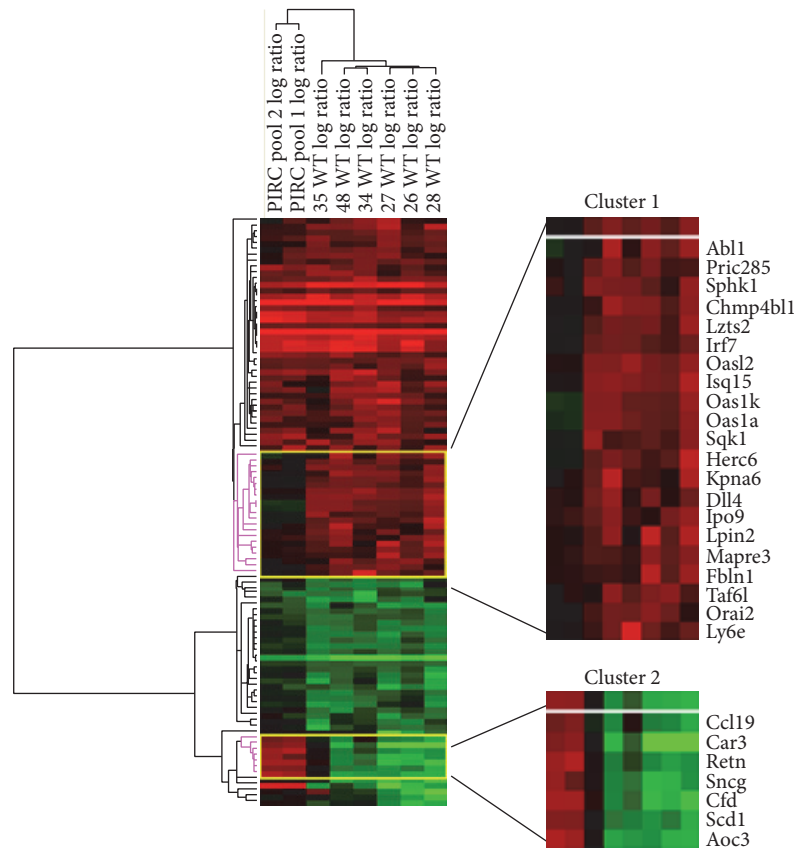 PIRC pool 2 log ratio
PIRC pool 1 log ratio
35 WT log ratio
48 WT log ratio
34 WT log ratio
27 WT log ratio
26 WT log ratio
28 WT log ratio
Cluster 1
Abl1
Pric285
Sphk1
Chmp4bl1
Lzts2
Irf7
Oasl2
Isq15
Oas1k
Oas1a
Sqk1
Herc6
Kpna6
Dll4
Ipo9
Lpin2
Mapre3
Fbln1
Taf6l
Orai2
Ly6e
Cluster 2
Ccl19
Car3
Retn
Sncg
Cfd
Scd1
Aoc3